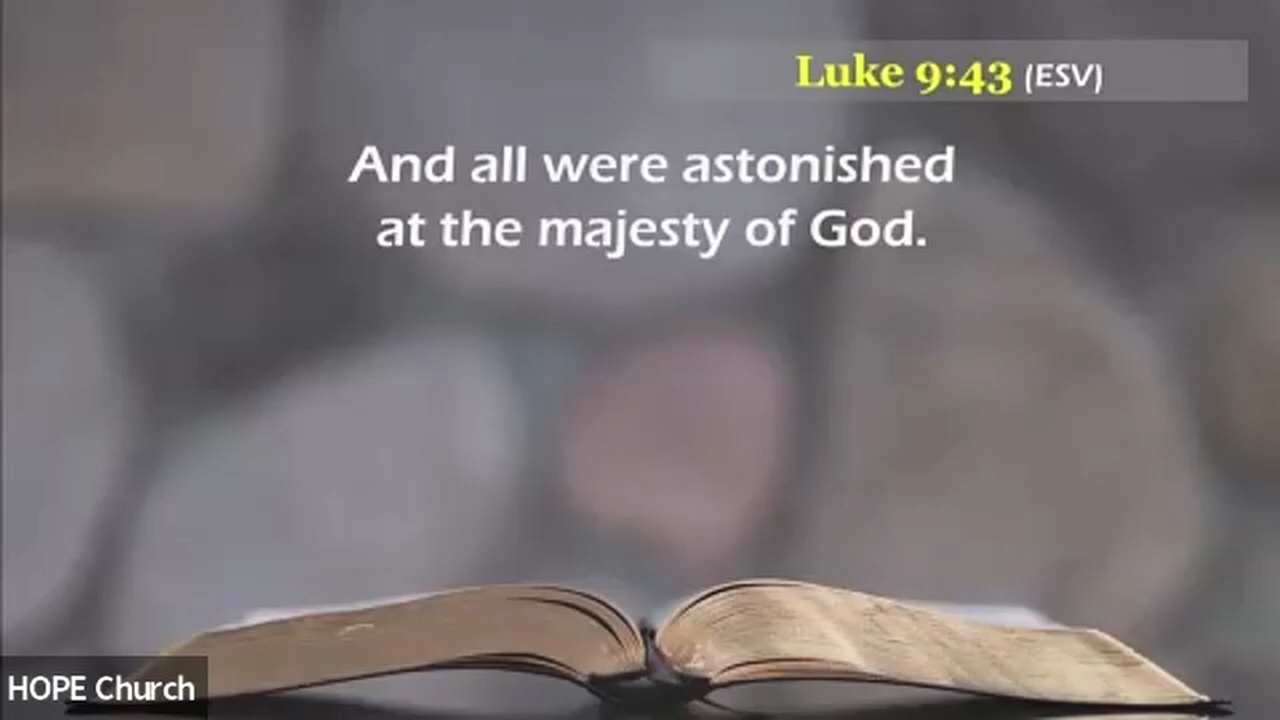 Luke 9:43 (ESV)
And all were astonished
at the majesty of God.
HOPE Church